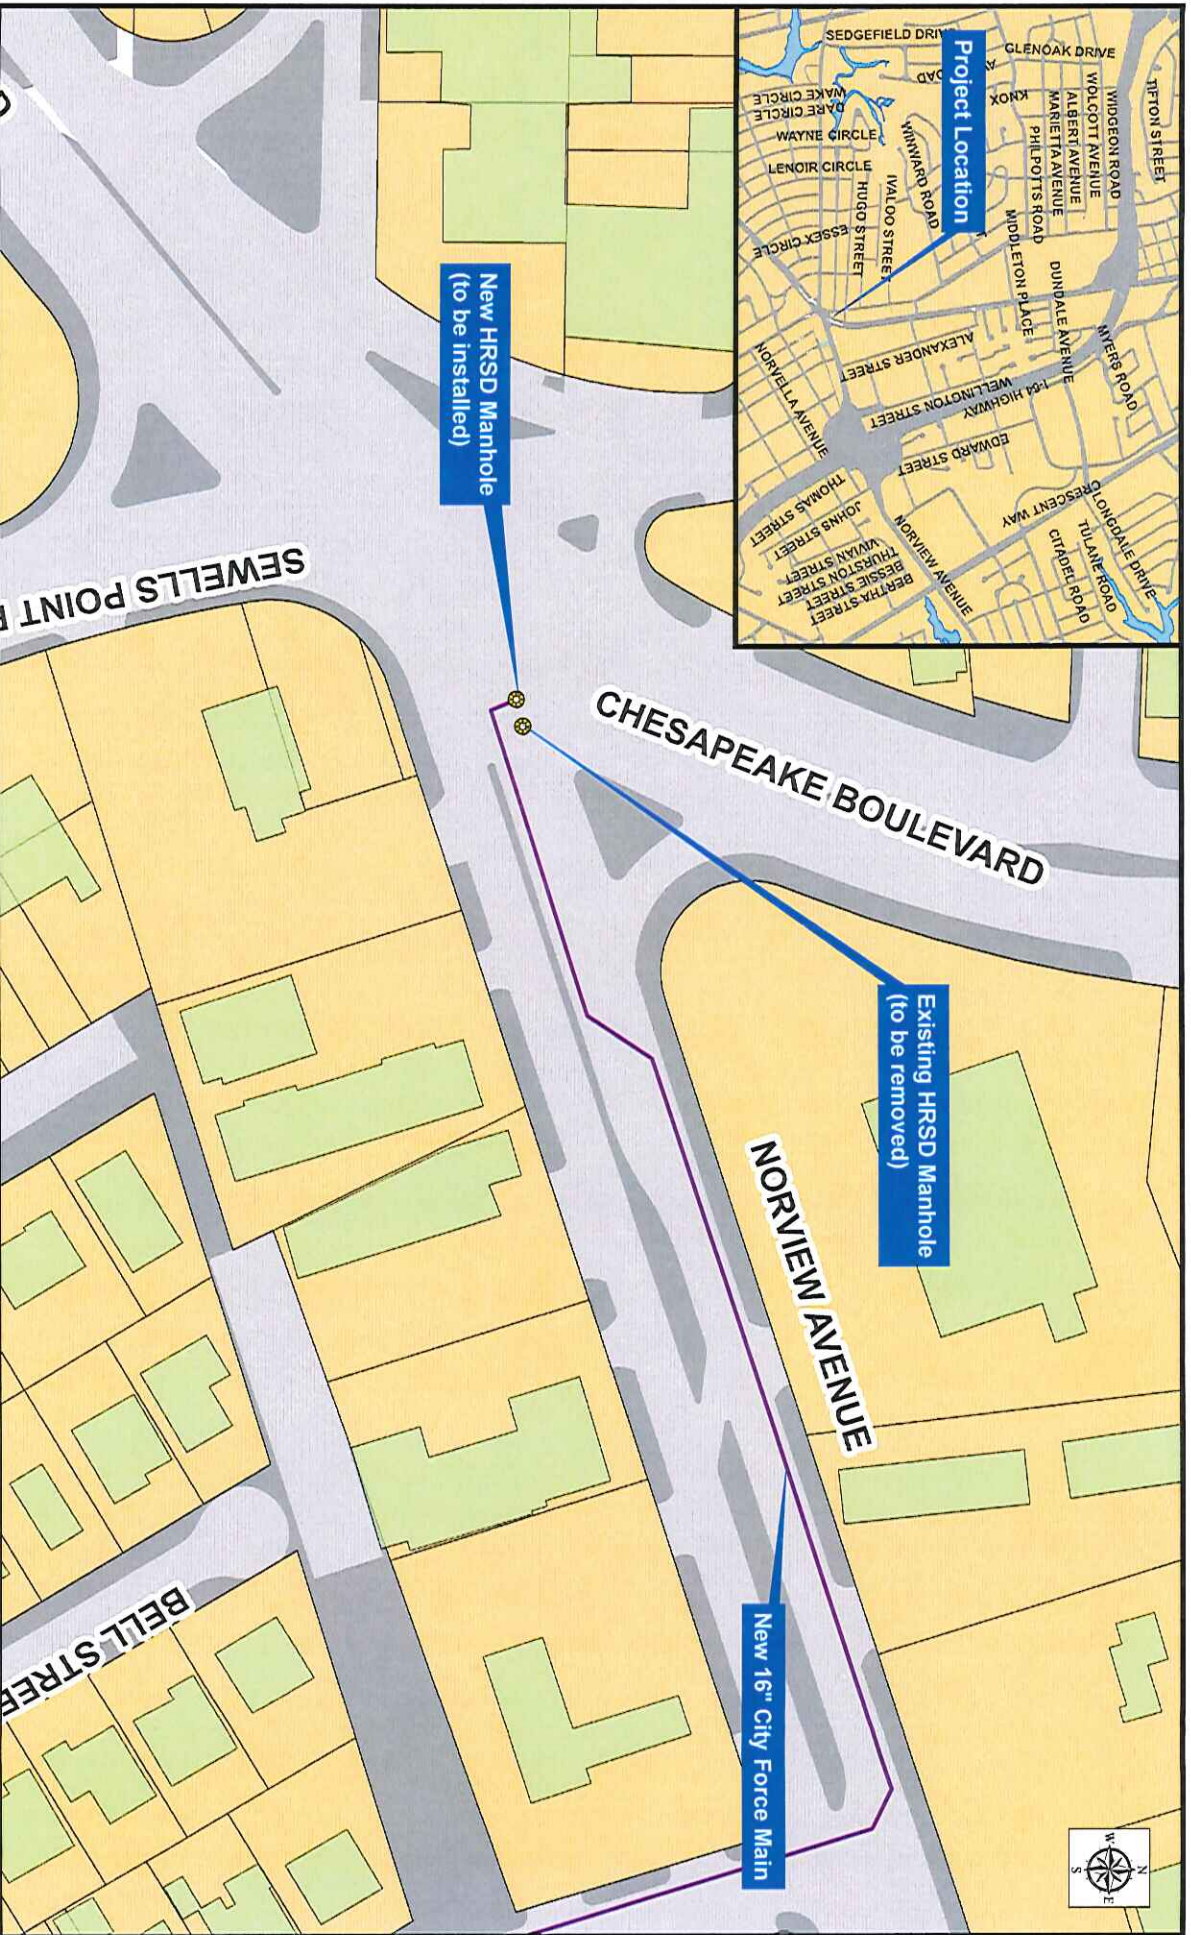 TIFTON STREET
WIDGEON ROAD
WOLCOTT AVENUE
ALBERT AVENUE
MARIETTA AVENUE
PHILPOTTS ROAD
GLENOAK DRIVE
KNOX
SEDGEFIELD DRIVE
Project Location
WAKE CIRCLE
DARE CIRCLE
WAYNE CIRCLE
LENOIR CIRCLE
WINWARD ROAD
IVALOO STREET
HUGO STREET
ESSEX CIRCLE
MIDDLETON PLACE
DUNDALE AVENUE
MYERS ROAD
ALEXANDER STREET
WELLINGTON STREET
I-64 HIGHWAY
EDWARD STREET
NORVELLA AVENUE
THOMAS STREET
JOHNS STREET
VIVIAN STREET
THURSTON STREET
BESSIE STREET
BERTHA STREET
NORVIEW AVENUE
CRESCENT WAY
LONGDALE DRIVE
TULANE ROAD
CITADEL ROAD
New HRSD Manhole
(to be installed)
SEWELLS POINT
CHESAPEAKE BOULEVARD
Existing HRSD Manhole
(to be removed)
NORVIEW AVENUE
New 16" City Force Main
BELL STREE
N
W
E
S